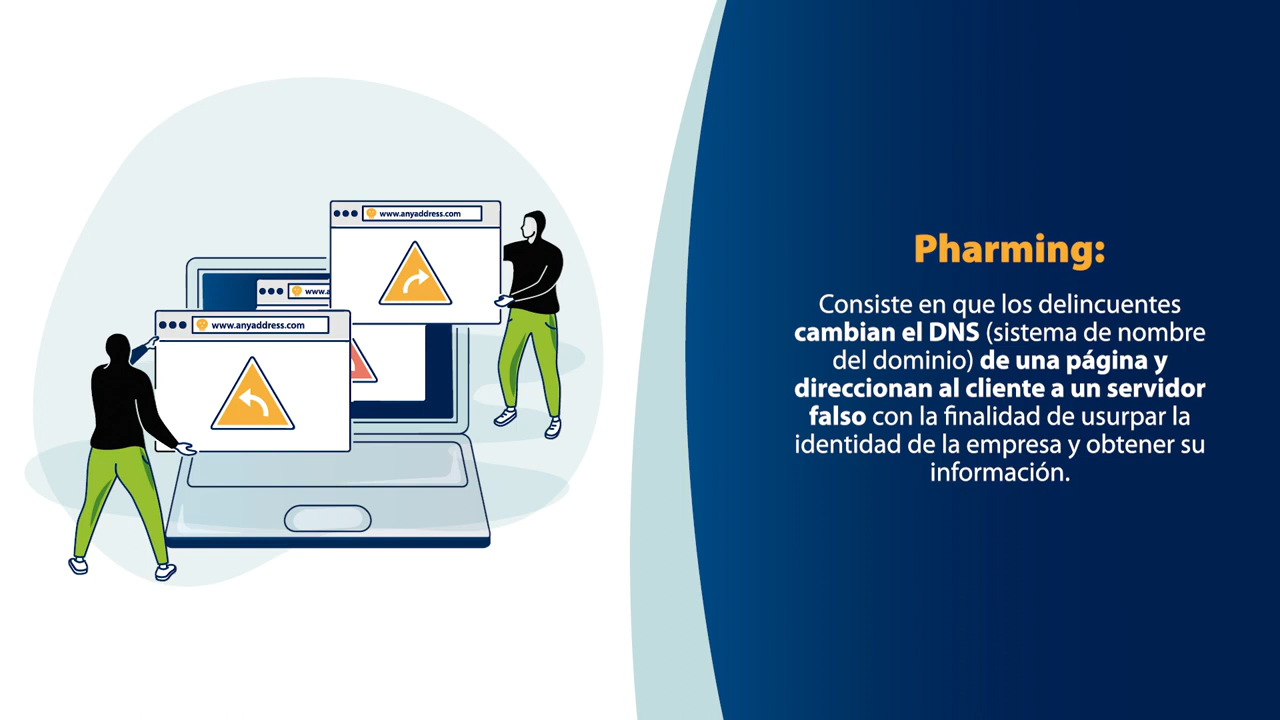 www.anyaddress.com
www.a
www.anyaddress.com
Pharming:
Consiste en que los delincuentes
cambian el DNS (sistema de nombre
del dominio) de una página y
direccionan al cliente a un servidor
falso con la finalidad de usurpar la
identidad de la empresa y obtener su
información.